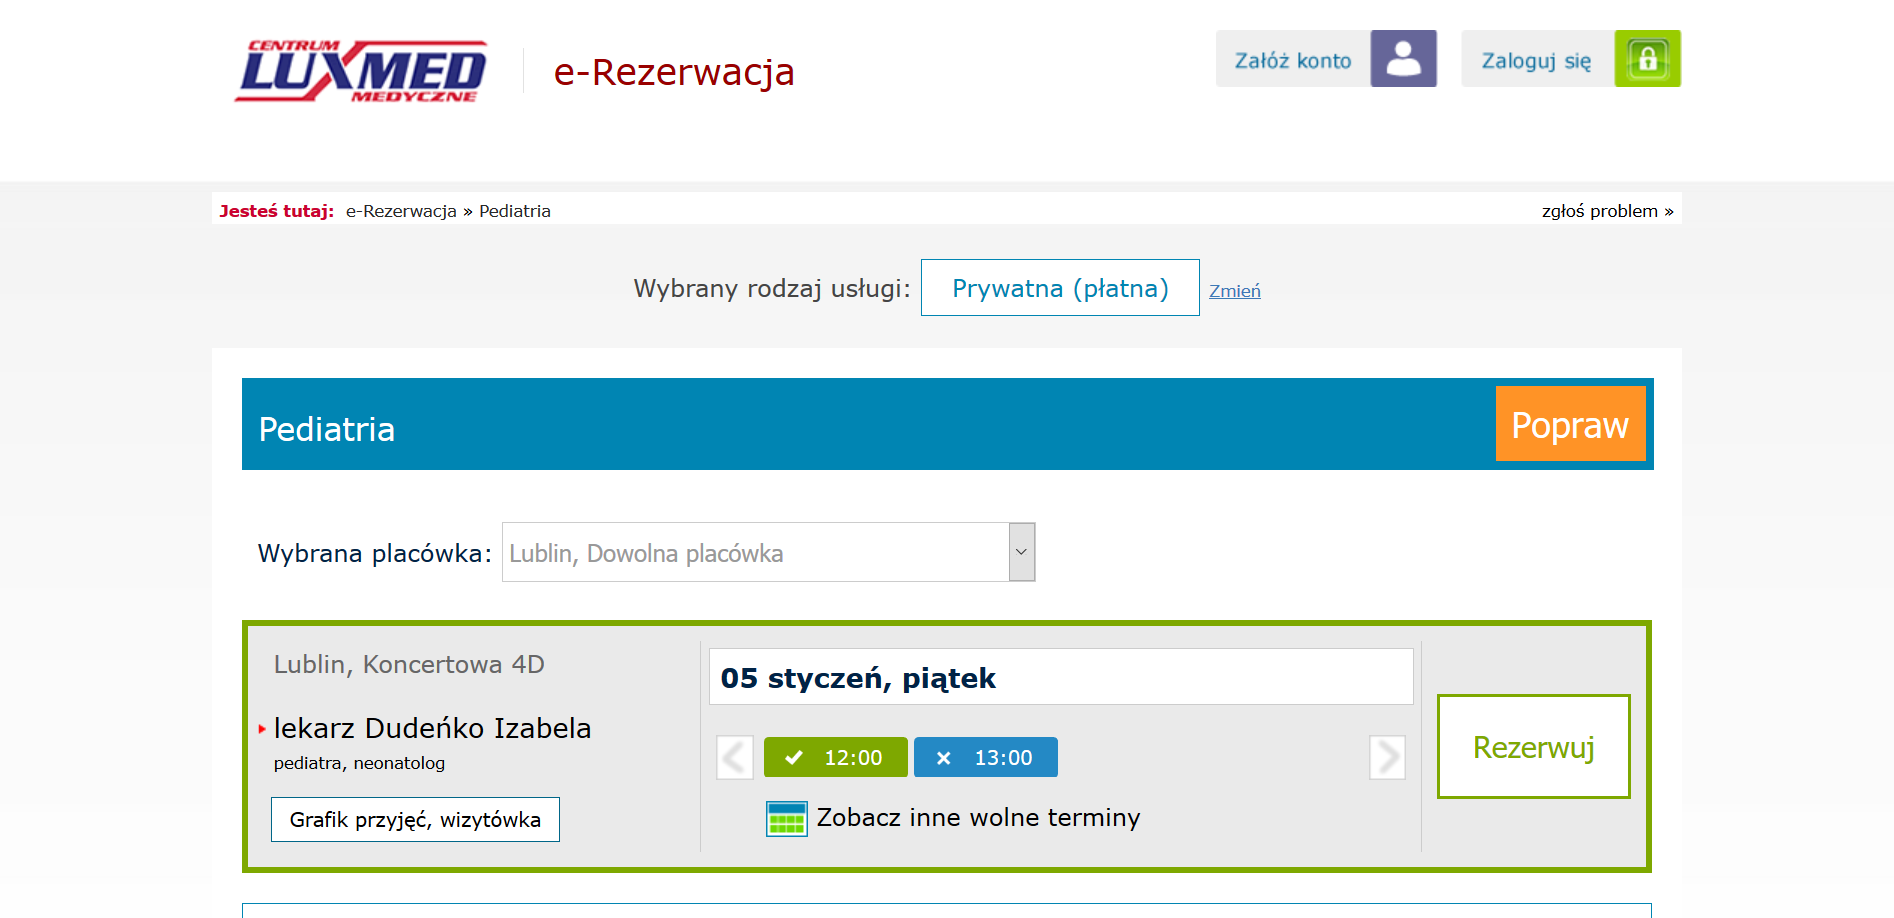 CENTRUM
LUXMED
MEDYCZNE
e-Rezerwacja
Załóż konto
Zaloguj się
Jesteś tutaj: e-Rezerwacja » Pediatria
zgłoś problem »
Wybrany rodzaj usługi: Prywatna (płatna) Zmień
Pediatria
Popraw
Wybrana placówka: Lublin, Dowolna placówka
Lublin, Koncertowa 4D
lekarz Dudeńko Izabela
pediatra, neonatolog
Grafik przyjęć, wizytówka
05 styczeń, piątek
12:00
13:00
Zobacz inne wolne terminy
Rezerwuj